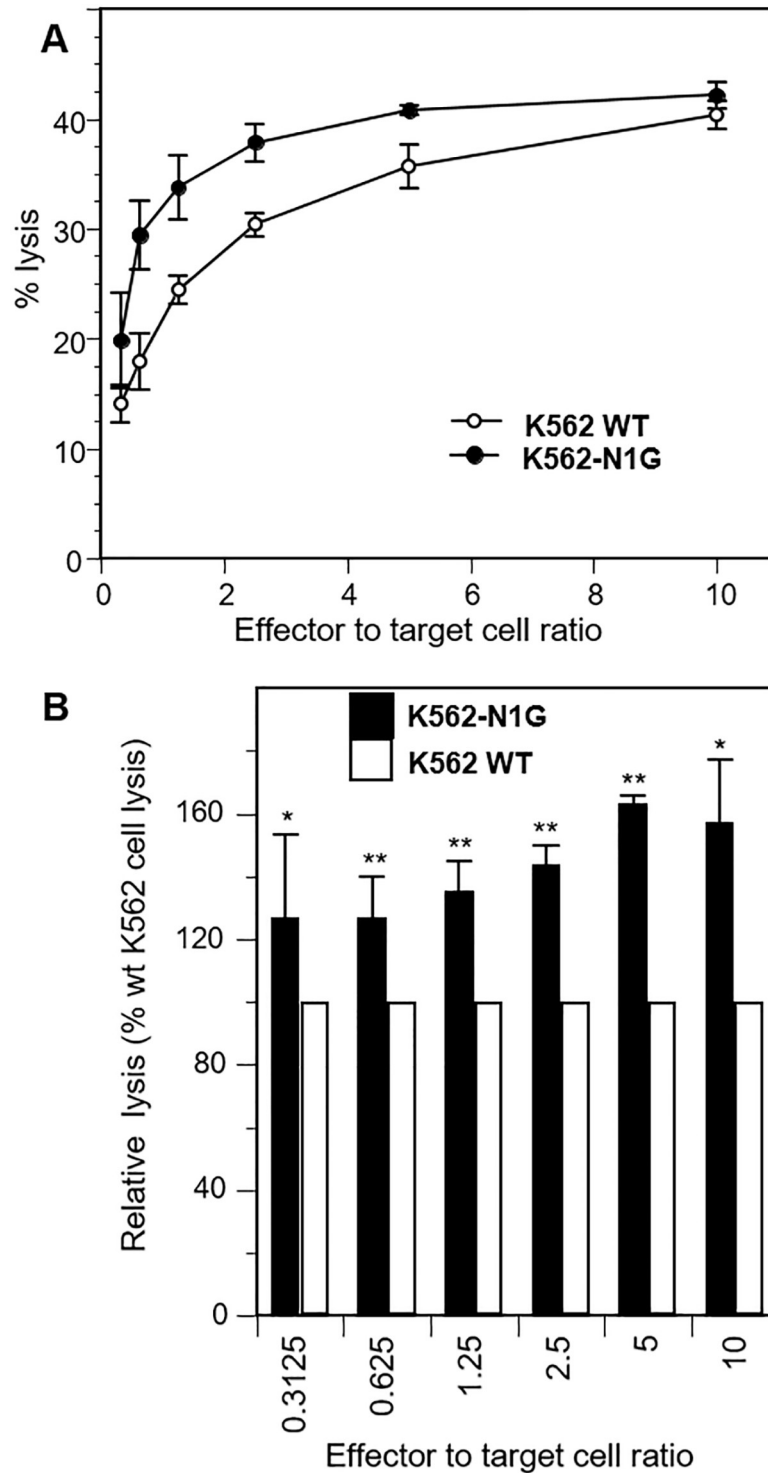 A
40
30
20
10
0
% lysis
K562 WT
K562-N1G
0 2 4 6 8 10
Effector to target cell ratio
B
K562-N1G
K562 WT
160
120
80
40
0
Relative lysis (% wt K562 cell lysis)
* ** ** ** ** *
0.3125 0.625 1.25 2.5 5 10
Effector to target cell ratio